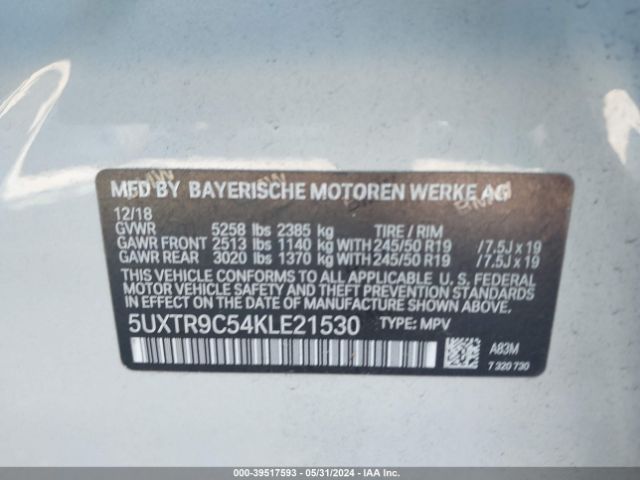 MFD BY BAYERISCHE MOTOREN WERKE AG
12/18
GVWR 5258 lbs 2385 kg TIRE / RIM
GAWR FRONT 2513 lbs 1140 kg WITH 245/50 R19 / 7.5J x 19
GAWR REAR 3020 lbs 1370 kg WITH 245/50 R19 / 7.5J x 19
THIS VEHICLE CONFORMS TO ALL APPLICABLE U. S. FEDERAL
MOTOR VEHICLE SAFETY, BUMPER, AND THEFT PREVENTION
STANDARDS IN EFFECT ON THE DATE OF MANUFACTURE SHOWN ABOVE.
5UXTR9C54KLE21530 TYPE: MPV
A83M
7 320 730
000-39517593 - 05/31/2024 - IAA, Inc.